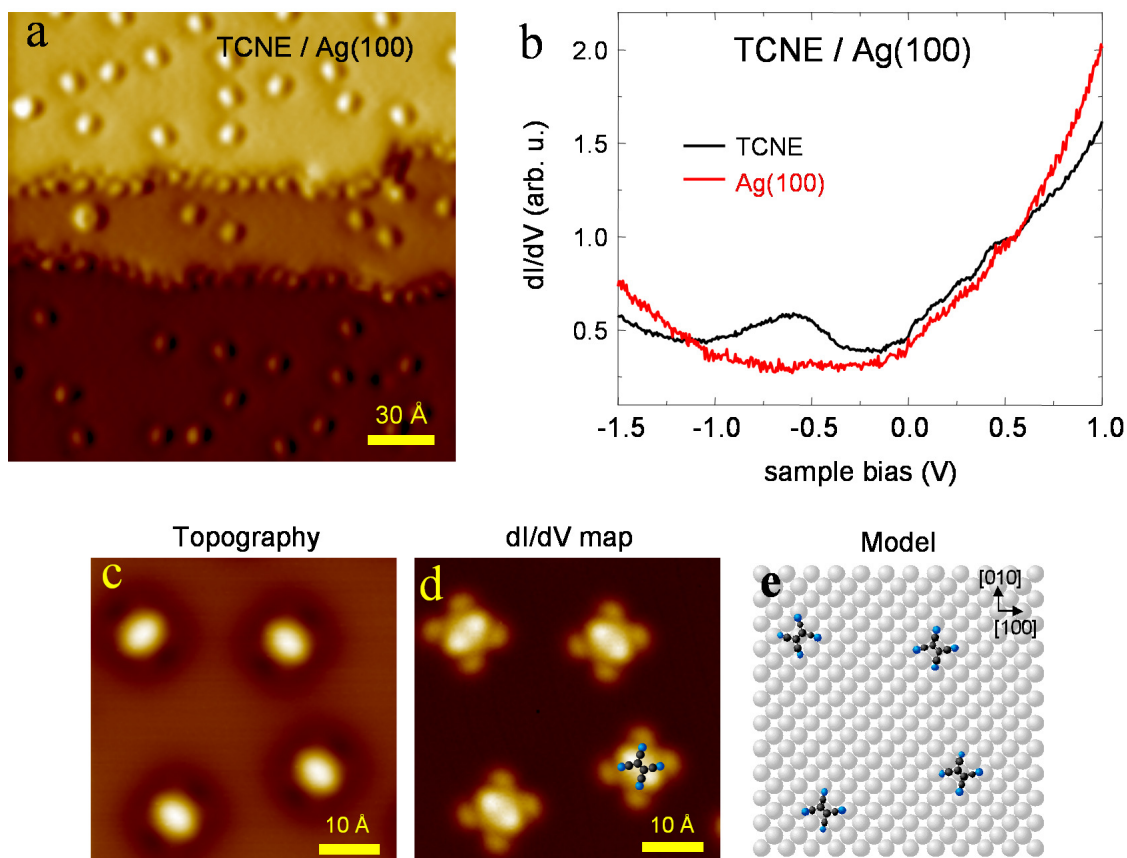 a
TCNE / Ag(100)
30 Å
b
TCNE / Ag(100)
TCNE
Ag(100)
dI/dV (arb. u.)
2.0
1.5
1.0
0.5
-1.5
-1.0
-0.5
0.0
0.5
1.0
sample bias (V)
Topography
c
10 Å
dI/dV map
d
10 Å
Model
e
[010]
[100]